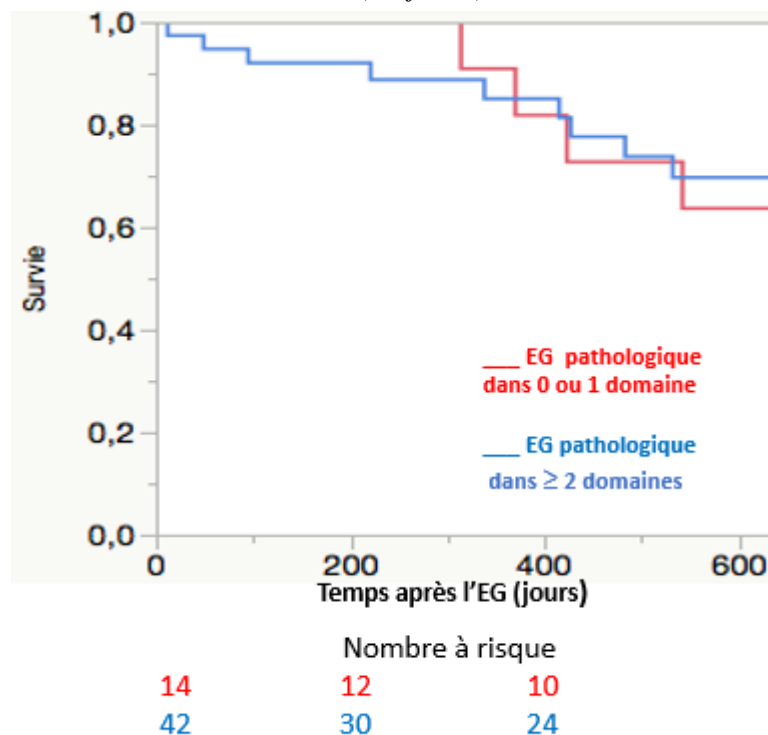 1,0
0,8
0,6
0,4
0,2
0,0
Survie
___ EG pathologique
dans 0 ou 1 domaine
___ EG pathologique
dans ≥ 2 domaines
0 200 400 600
Temps après l'EG (jours)
Nombre à risque
14 12 10
42 30 24